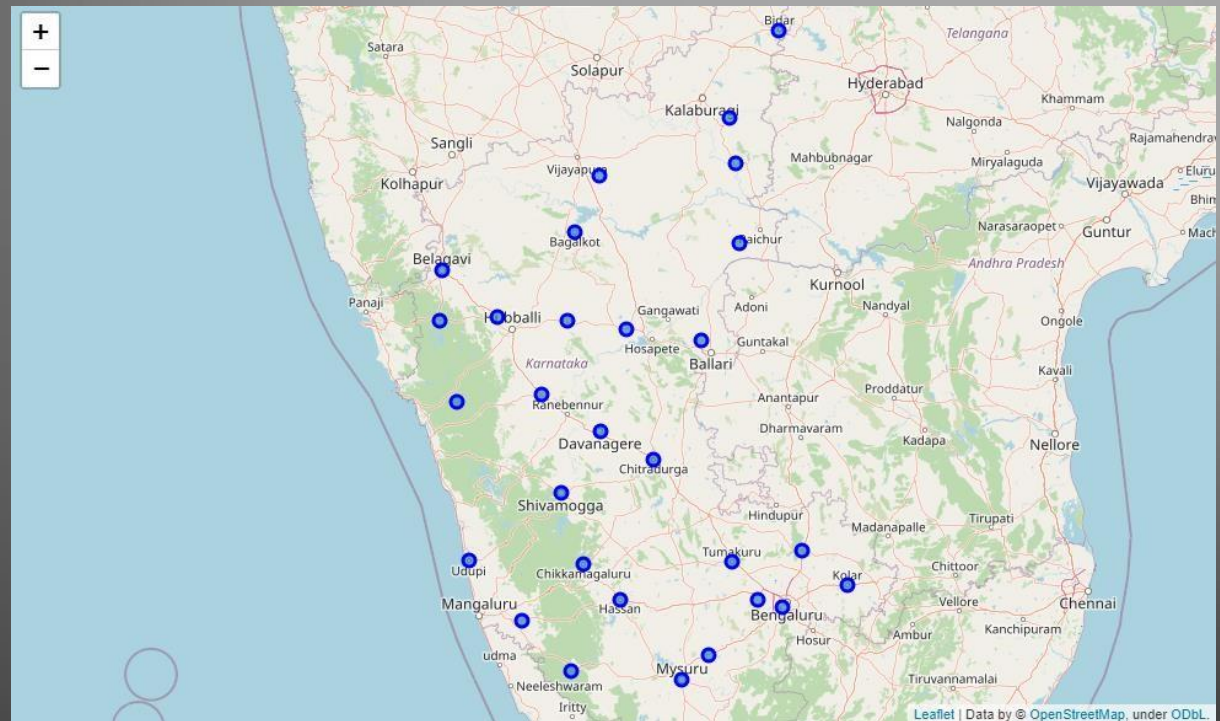 +
−
Bidar
Telangana
Satara
Solapur
Hyderabad
Kalaburagi
Khammam
Nalgonda
Rajamahendra
Sangli
Mahbubnagar
Miryalaguda
Vijayapura
Eluru
Kolhapur
Vijayawada
Bhim
Narasaraopet
Guntur
Mach
Bagalkot
Raichur
Belagavi
Andhra Pradesh
Kurnool
Panaji
Gangawati
Adoni
Nandyal
Hubballi
Ongole
Hosapete
Guntakal
Karnataka
Ballari
Kavali
Proddatur
Anantapur
Ranebennur
Dharmavaram
Davanagere
Kadapa
Nellore
Chitradurga
Shivamogga
Hindupur
Tirupati
Madanapalle
Tumakuru
Udupi
Chikkamagaluru
Kolar
Chittoor
Mangaluru
Hassan
Vellore
Chennai
Bengaluru
Kanchipuram
Hosur
Ambur
udma
Mysuru
Neeleshwaram
Tiruvannamalai
Iritty
Leaflet | Data by © OpenStreetMap, under ODbL.